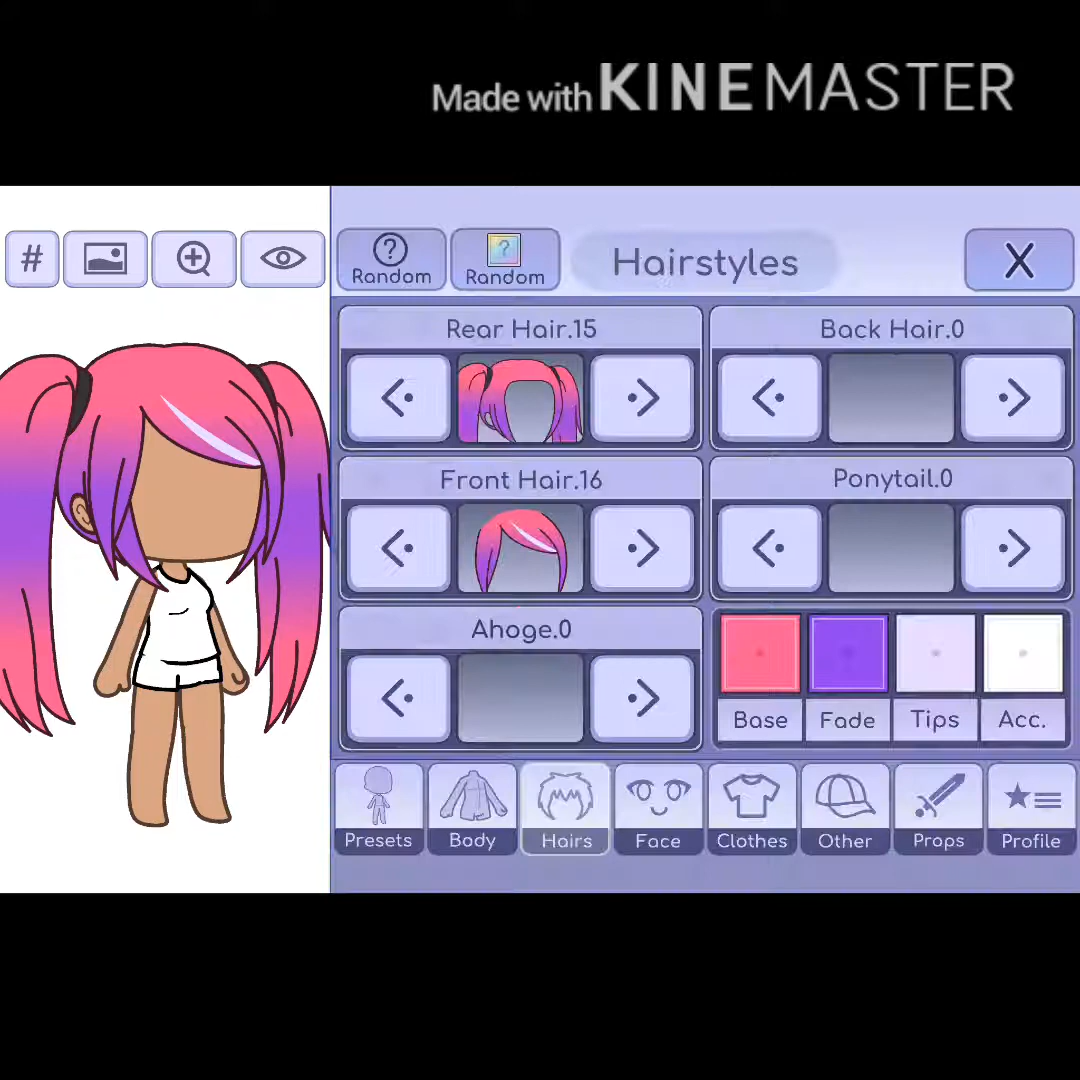 Made with KINEMASTER
#
? Random
? Random
Hairstyles
X
Rear Hair.15
Back Hair.0
Front Hair.16
Ponytail.0
Ahoge.0
Base
Fade
Tips
Acc.
Presets
Body
Hairs
Face
Clothes
Other
Props
Profile